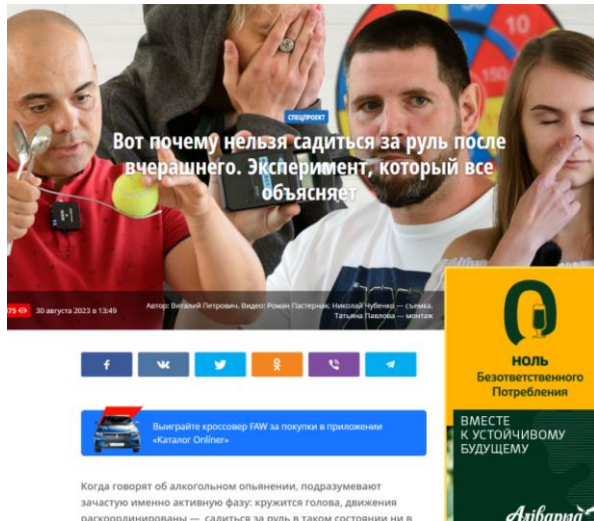 СПЕЦПРОЕКТ
Вот почему нельзя садиться за руль после
вчерашнего. Эксперимент, который все
объясняет
75
30 августа 2023 в 13:49
Автор: Виталий Петрович. Видео: Роман Пастернак, Николай Чубенко — съемка.
Татьяна Павлова — монтаж
НОЛЬ
Безответственного
Потребления
ВМЕСТЕ
К УСТОЙЧИВОМУ
БУДУЩЕМУ
Аліварыя
Выиграйте кроссовер FAW за покупки в приложении
«Каталог Onlíner»
Когда говорят об алкогольном опьянении, подразумевают
зачастую именно активную фазу: кружится голова, движения
раскоординированы — садиться за руль в таком состоянии ни в